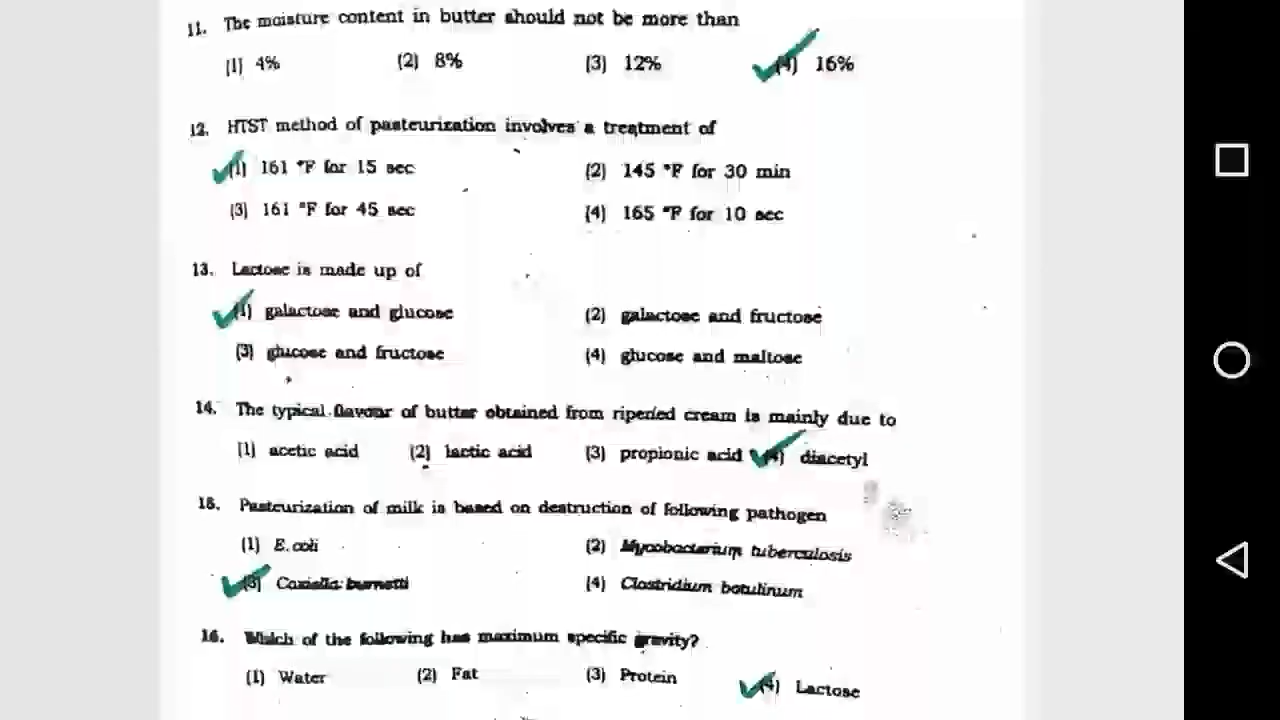 11. The moisture content in butter should not be more than
(1) 4% (2) 8% (3) 12% (4) 16%
12. HTST method of pasteurization involves a treatment of
(1) 161 °F for 15 sec (2) 145 °F for 30 min
(3) 161 °F for 45 sec (4) 165 °F for 10 sec
13. Lactose is made up of
(1) galactose and glucose (2) galactose and fructose
(3) glucose and fructose (4) glucose and maltose
14. The typical flavour of butter obtained from ripened cream is mainly due to
(1) acetic acid (2) lactic acid (3) propionic acid (4) diacetyl
15. Pasteurization of milk is based on destruction of following pathogen
(1) E. coli (2) Mycobacterium tuberculosis
(3) Coxiella burnetti (4) Clostridium botulinum
16. Which of the following has maximum specific gravity?
(1) Water (2) Fat (3) Protein (4) Lactose